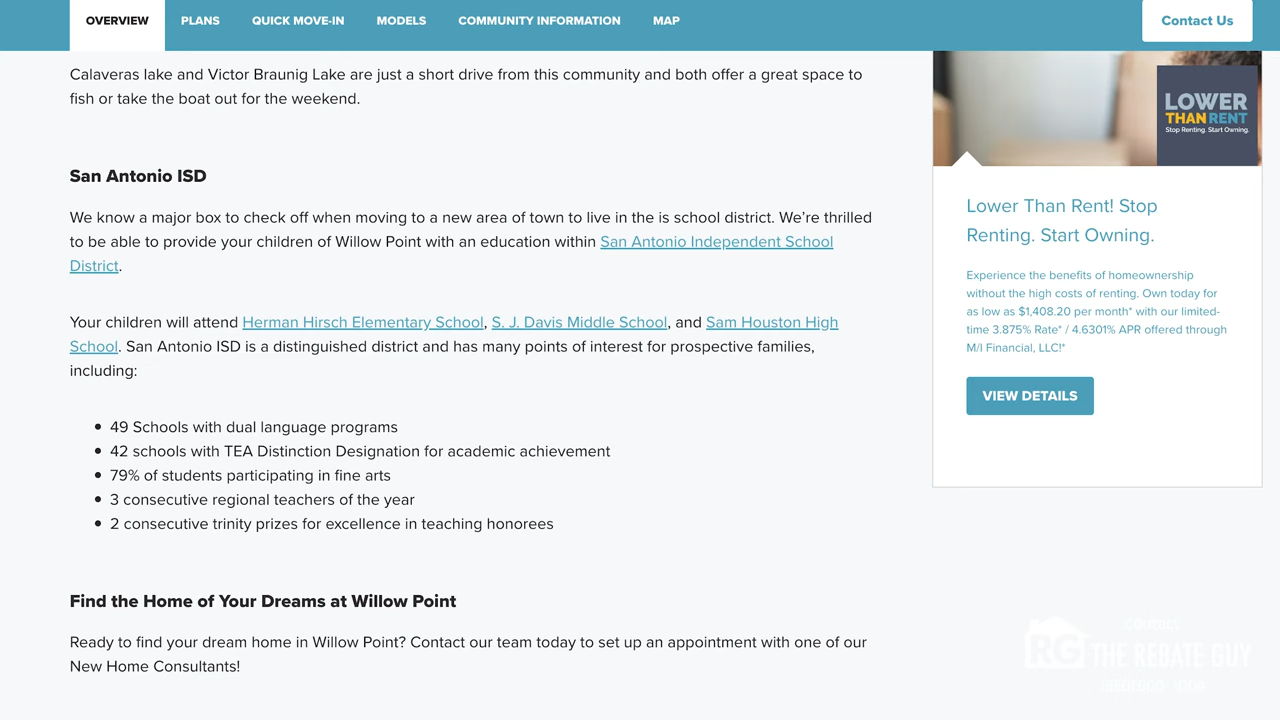 OVERVIEW PLANS QUICK MOVE-IN MODELS COMMUNITY INFORMATION MAP Contact Us
Calaveras lake and Victor Braunig Lake are just a short drive from this community and both offer a great space to
fish or take the boat out for the weekend.
San Antonio ISD
We know a major box to check off when moving to a new area of town to live in the is school district. We’re thrilled
to be able to provide your children of Willow Point with an education within San Antonio Independent School
District.
Your children will attend Herman Hirsch Elementary School, S. J. Davis Middle School, and Sam Houston High
School. San Antonio ISD is a distinguished district and has many points of interest for prospective families,
including:
• 49 Schools with dual language programs
• 42 schools with TEA Distinction Designation for academic achievement
• 79% of students participating in fine arts
• 3 consecutive regional teachers of the year
• 2 consecutive trinity prizes for excellence in teaching honorees
Find the Home of Your Dreams at Willow Point
Ready to find your dream home in Willow Point? Contact our team today to set up an appointment with one of our
New Home Consultants!
LOWER
THAN RENT
Stop Renting. Start Owning.
Lower Than Rent! Stop
Renting. Start Owning.
Experience the benefits of homeownership
without the high costs of renting. Own today for
as low as $1,408.20 per month* with our limited-
time 3.875% Rate* / 4.6301% APR offered through
M/I Financial, LLC!*
VIEW DETAILS
RG THE REBATE GUY